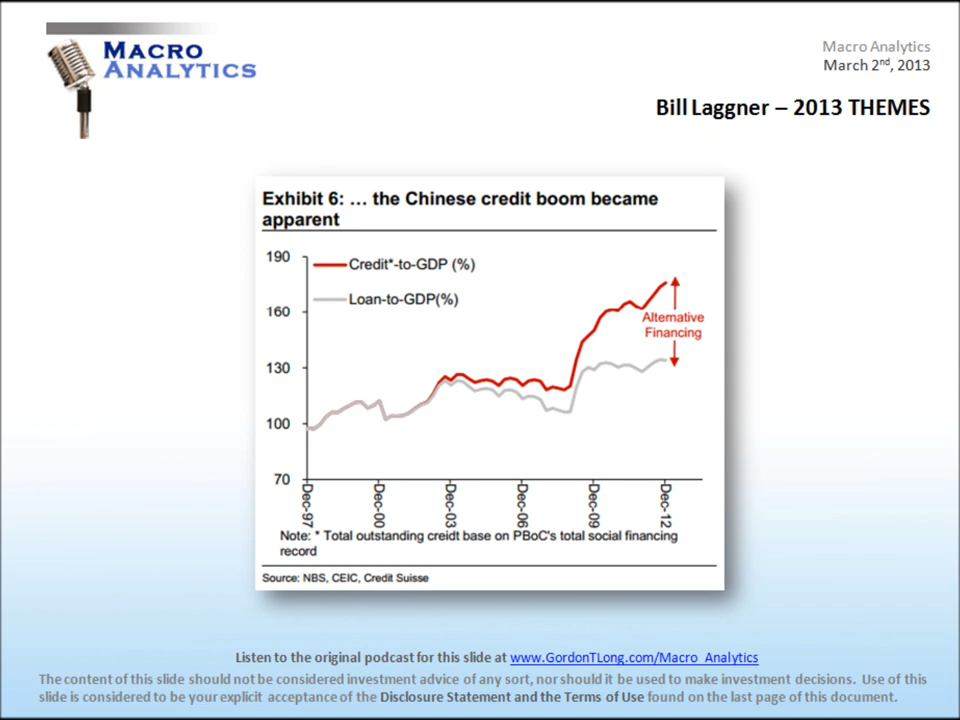 MACRO
ANALYTICS
Macro Analytics
March 2nd, 2013
Bill Laggner – 2013 THEMES
Exhibit 6: ... the Chinese credit boom became
apparent
190
160
130
100
70
Credit*-to-GDP (%)
Loan-to-GDP(%)
Alternative
Financing
Dec-97
Dec-00
Dec-03
Dec-06
Dec-09
Dec-12
Note: * Total outstanding creidt base on PBoC's total social financing
record
Source: NBS, CEIC, Credit Suisse
Listen to the original podcast for this slide at www.GordonTLong.com/Macro_Analytics
The content of this slide should not be considered investment advice of any sort, nor should it be used to make investment decisions. Use of this
slide is considered to be your explicit acceptance of the Disclosure Statement and the Terms of Use found on the last page of this document.